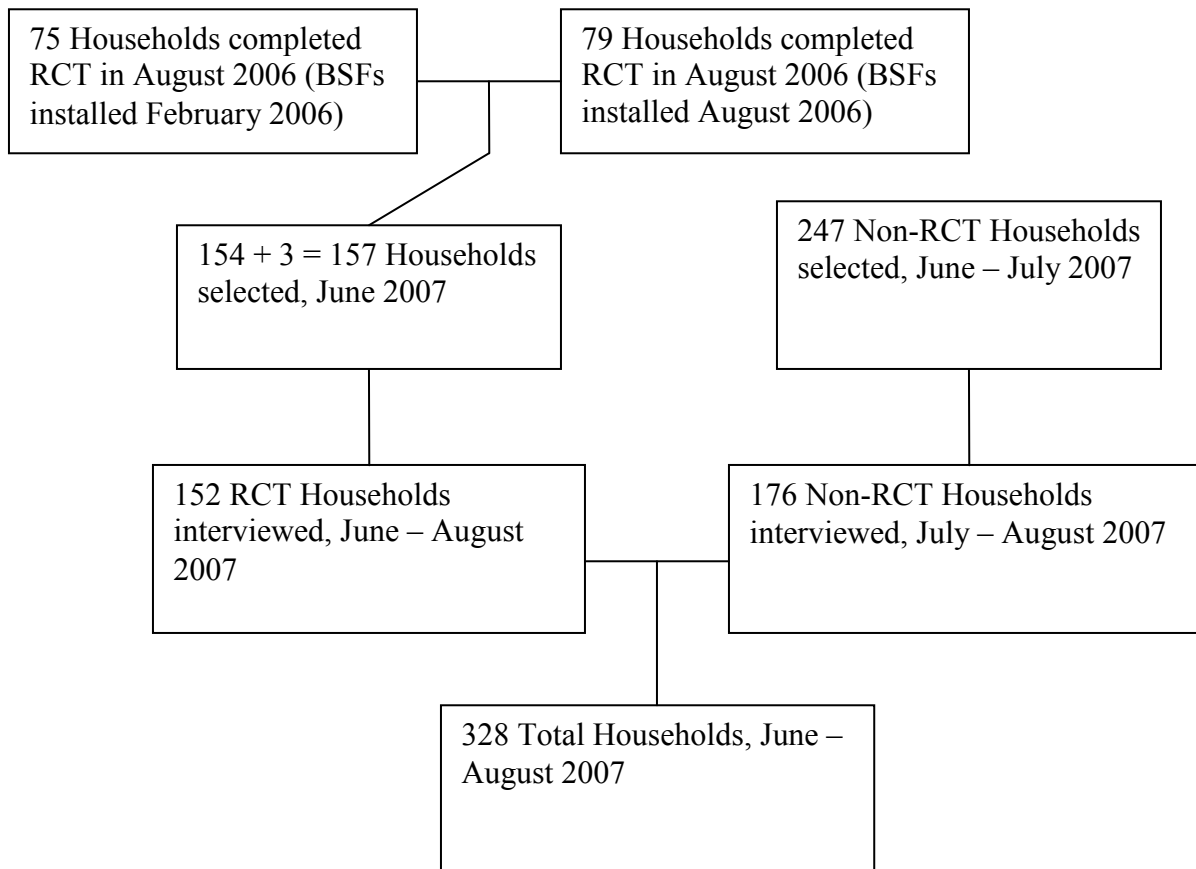 75 Households completed
RCT in August 2006 (BSFs
installed February 2006)
79 Households completed
RCT in August 2006 (BSFs
installed August 2006)
154 + 3 = 157 Households
selected, June 2007
247 Non-RCT Households
selected, June – July 2007
152 RCT Households
interviewed, June – August
2007
176 Non-RCT Households
interviewed, July – August 2007
328 Total Households, June –
August 2007